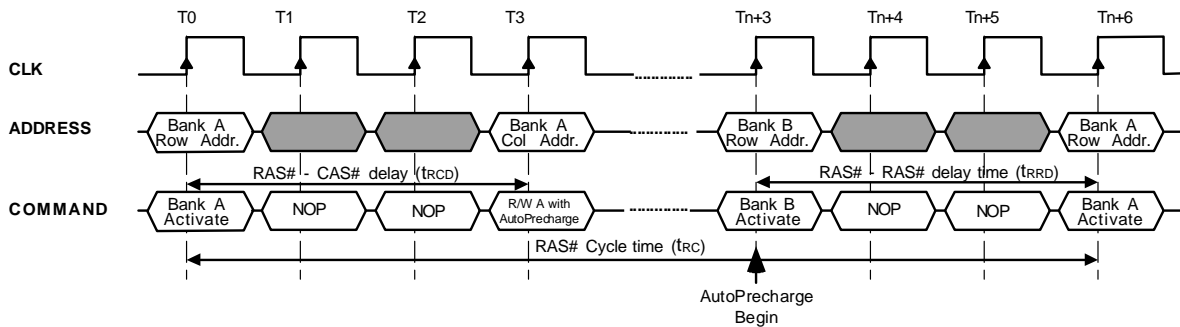 T0 T1 T2 T3 Tn+3 Tn+4 Tn+5 Tn+6
CLK
ADDRESS
Bank A
Row Addr.
Bank A
Col Addr.
Bank B
Row Addr.
Bank A
Row Addr.
RAS# - CAS# delay (tRCD)
RAS# - RAS# delay time (tRRD)
COMMAND
Bank A
Activate
NOP
NOP
R/W A with
AutoPrecharge
Bank B
Activate
NOP
NOP
Bank A
Activate
RAS# Cycle time (tRC)
AutoPrecharge
Begin